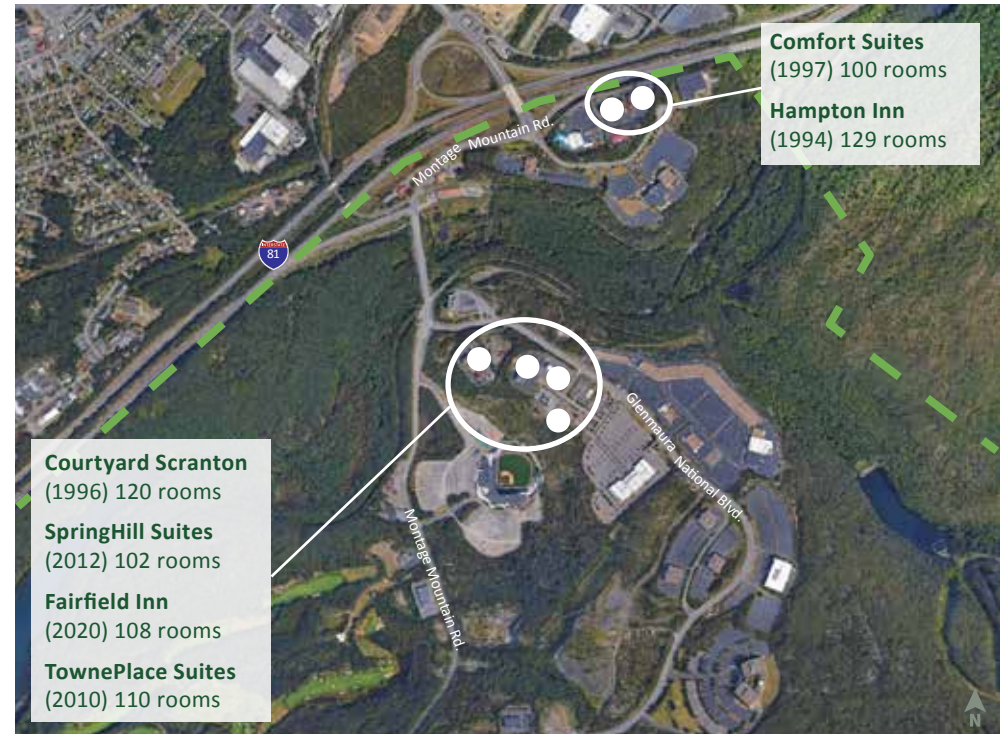 Comfort Suites
(1997) 100 rooms
Hampton Inn
(1994) 129 rooms
Montage Mountain Rd.
81
Glenmaura National Blvd.
Courtyard Scranton
(1996) 120 rooms
SpringHill Suites
(2012) 102 rooms
Fairfield Inn
(2020) 108 rooms
TownePlace Suites
(2010) 110 rooms
Montage Mountain Rd.
N